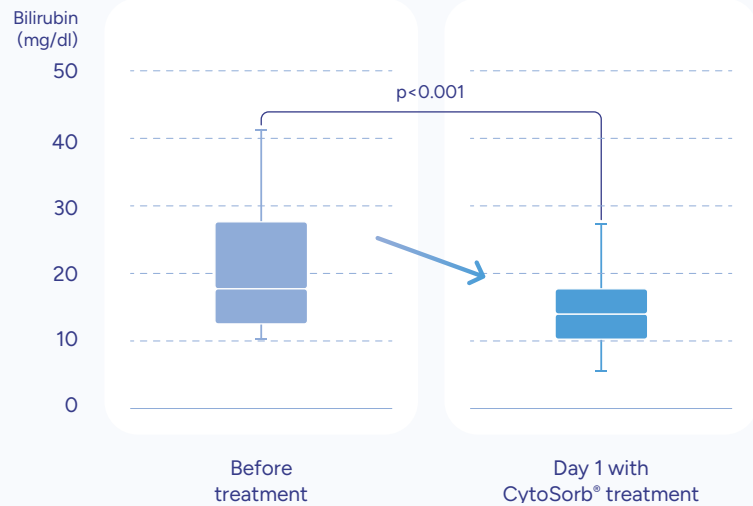 Bilirubin
(mg/dl)
50
p<0.001
40
30
20
10
0
Before
treatment
Day 1 with
CytoSorb® treatment